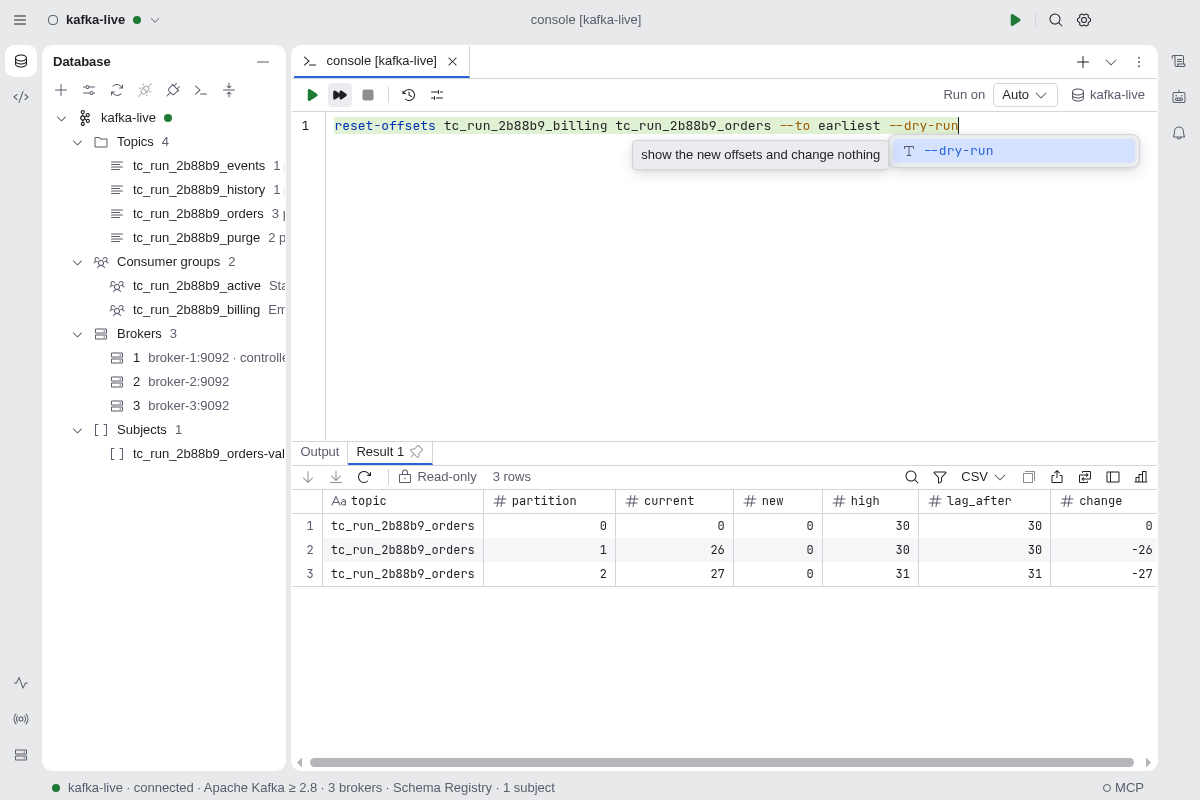 kafka-live
console [kafka-live]
Database
kafka-live
Topics 4
tc_run_2b88b9_events 1
tc_run_2b88b9_history 1
tc_run_2b88b9_orders 3 p
tc_run_2b88b9_purge 2 p
Consumer groups 2
tc_run_2b88b9_active Sta
tc_run_2b88b9_billing Em
Brokers 3
1 broker-1:9092 · controlle
2 broker-2:9092
3 broker-3:9092
Subjects 1
tc_run_2b88b9_orders-val
console [kafka-live]
Run on Auto kafka-live
1 reset-offsets tc_run_2b88b9_billing tc_run_2b88b9_orders --to earliest --dry-run
show the new offsets and change nothing
--dry-run
Output Result 1
Read-only 3 rows CSV
topic partition current new high lag_after change
1 tc_run_2b88b9_orders 0 0 0 30 30 0
2 tc_run_2b88b9_orders 1 26 0 30 30 -26
3 tc_run_2b88b9_orders 2 27 0 31 31 -27
kafka-live · connected · Apache Kafka ≥ 2.8 · 3 brokers · Schema Registry · 1 subject
MCP